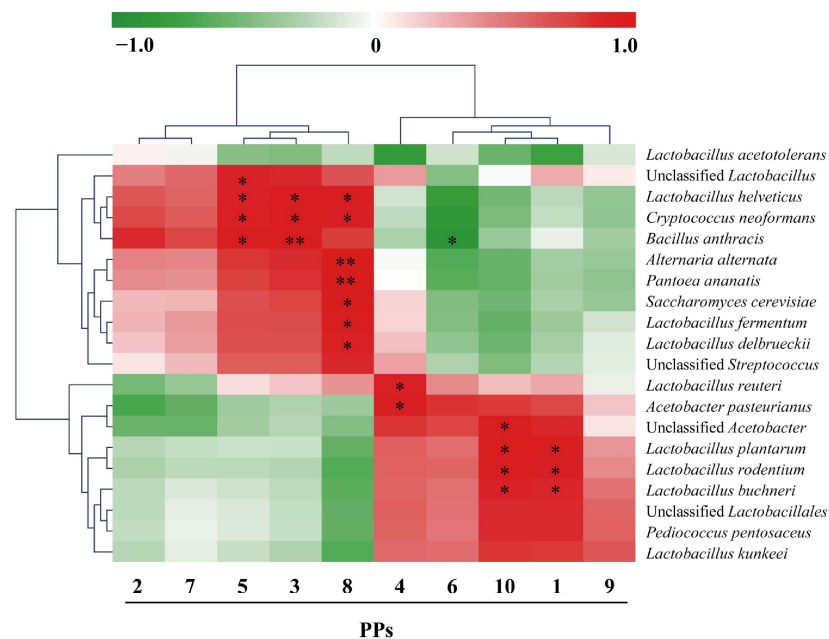 −1.0 0 1.0
Lactobacillus acetotolerans
* Unclassified Lactobacillus
* * * Lactobacillus helveticus
* * * Cryptococcus neoformans
* ** * Bacillus anthracis
** Alternaria alternata
** Pantoea ananatis
* Saccharomyces cerevisiae
* Lactobacillus fermentum
* Lactobacillus delbrueckii
Unclassified Streptococcus
* Lactobacillus reuteri
* Acetobacter pasteurianus
* Unclassified Acetobacter
* * Lactobacillus plantarum
* * Lactobacillus rodentium
* * Lactobacillus buchneri
Unclassified Lactobacillales
Pediococcus pentosaceus
Lactobacillus kunkeei
2 7 5 3 8 4 6 10 1 9
PPs